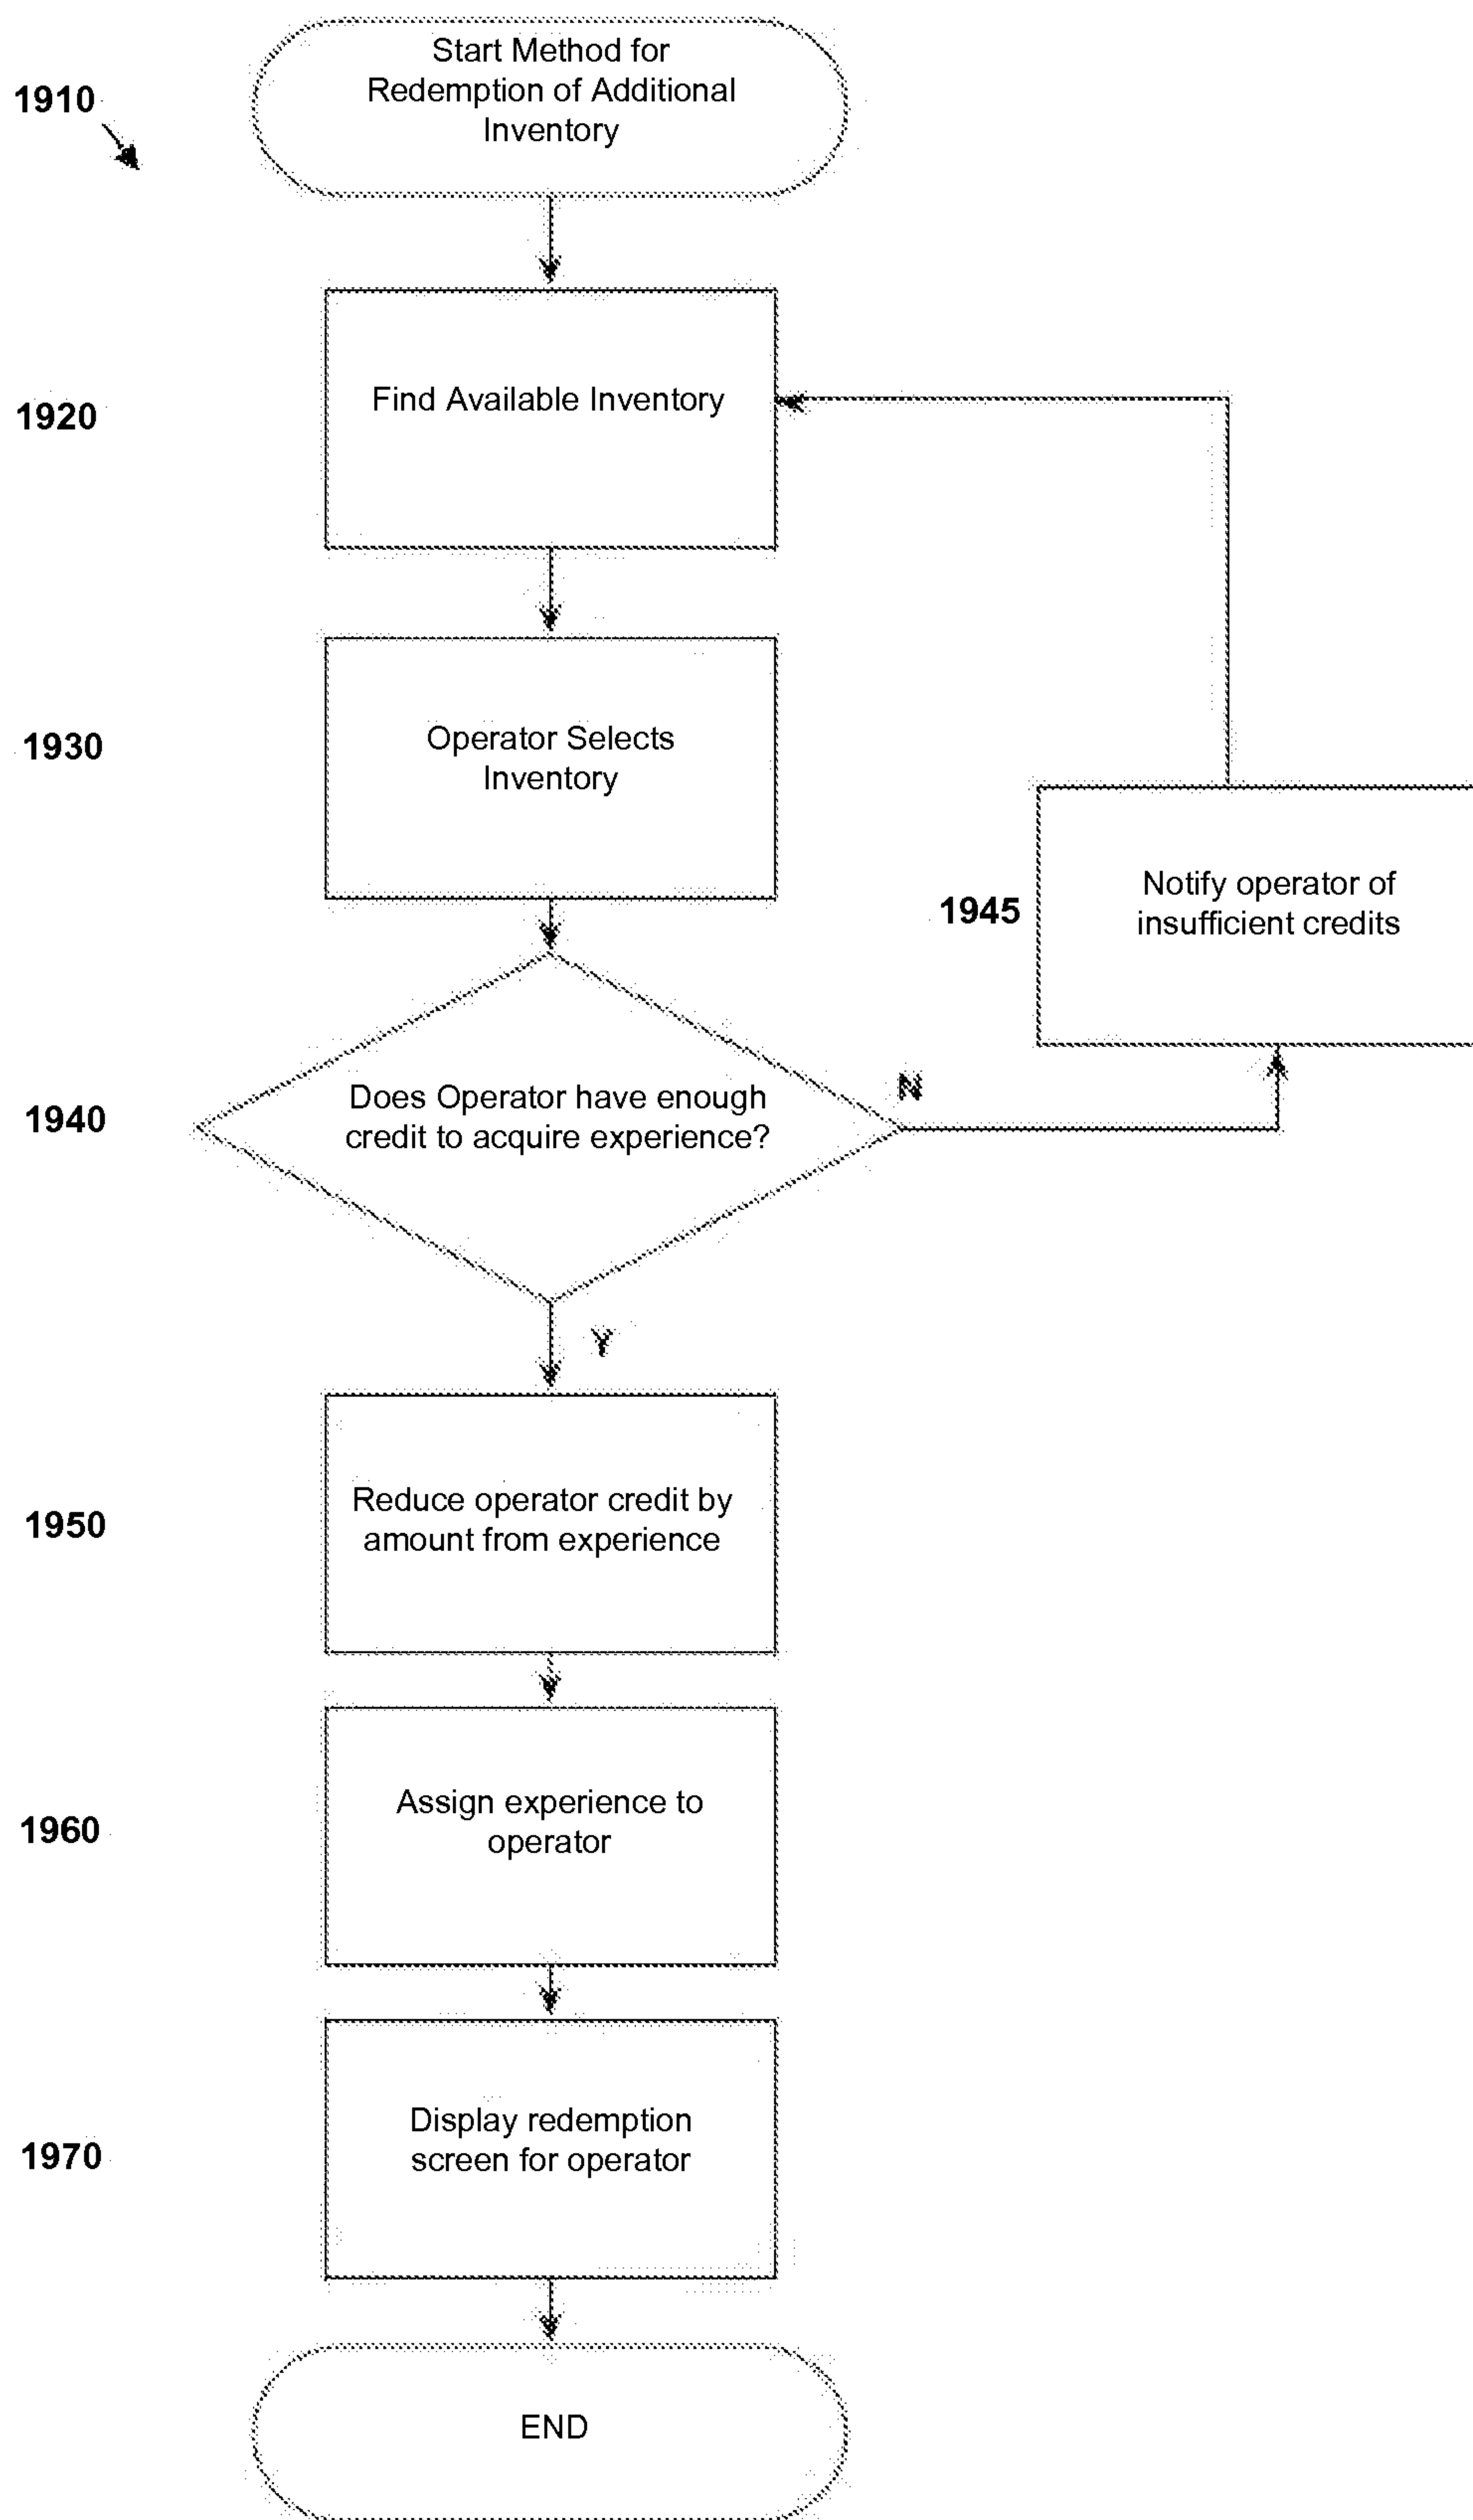 Start Method for
Redemption of Additional
Inventory
1910
Find Available Inventory
1920
Operator Selects
Inventory
1930
Notify operator of
insufficient credits
1945
N
Does Operator have enough
credit to acquire experience?
1940
Y
Reduce operator credit by
amount from experience
1950
Assign experience to
operator
1960
Display redemption
screen for operator
1970
END